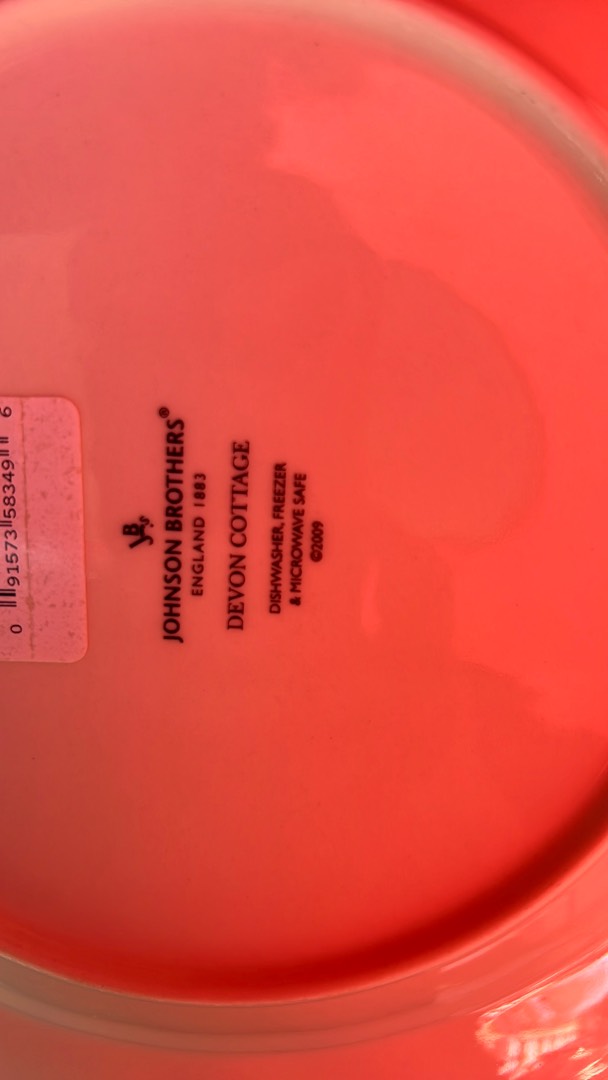 JB
JOHNSON BROTHERS®
ENGLAND 1883
DEVON COTTAGE
DISHWASHER, FREEZER
& MICROWAVE SAFE
©2009
0 91573 58349 6